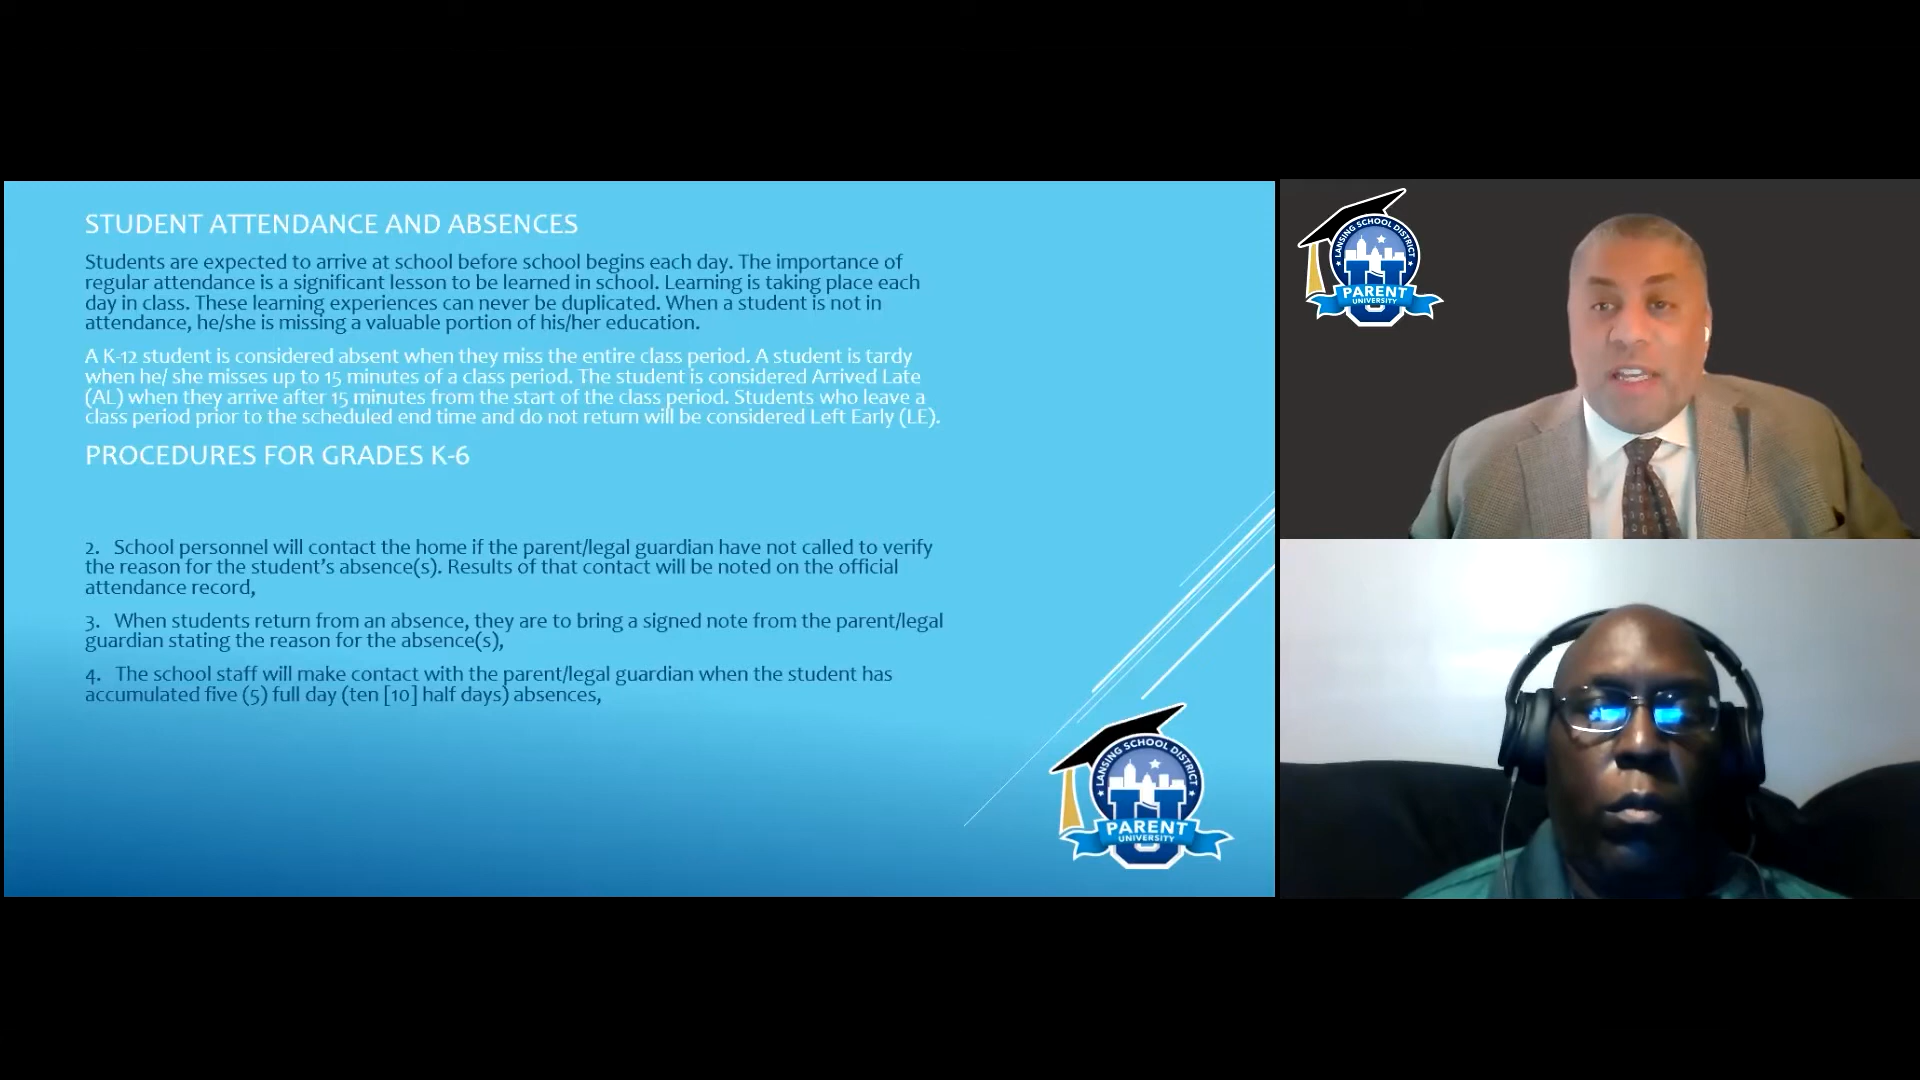 STUDENT ATTENDANCE AND ABSENCES
Students are expected to arrive at school before school begins each day. The importance of
regular attendance is a significant lesson to be learned in school. Learning is taking place each
day in class. These learning experiences can never be duplicated. When a student is not in
attendance, he/she is missing a valuable portion of his/her education.
A K-12 student is considered absent when they miss the entire class period. A student is tardy
when he/ she misses up to 15 minutes of a class period. The student is considered Arrived Late
(AL) when they arrive after 15 minutes from the start of the class period. Students who leave a
class period prior to the scheduled end time and do not return will be considered Left Early (LE).
PROCEDURES FOR GRADES K-6
2. School personnel will contact the home if the parent/legal guardian have not called to verify
the reason for the student's absence(s). Results of that contact will be noted on the official
attendance record,
3. When students return from an absence, they are to bring a signed note from the parent/legal
guardian stating the reason for the absence(s),
4. The school staff will make contact with the parent/legal guardian when the student has
accumulated five (5) full day (ten [10] half days) absences,
LANSING SCHOOL DISTRICT
U
PARENT
UNIVERSITY
LANSING SCHOOL DISTRICT
U
PARENT
UNIVERSITY